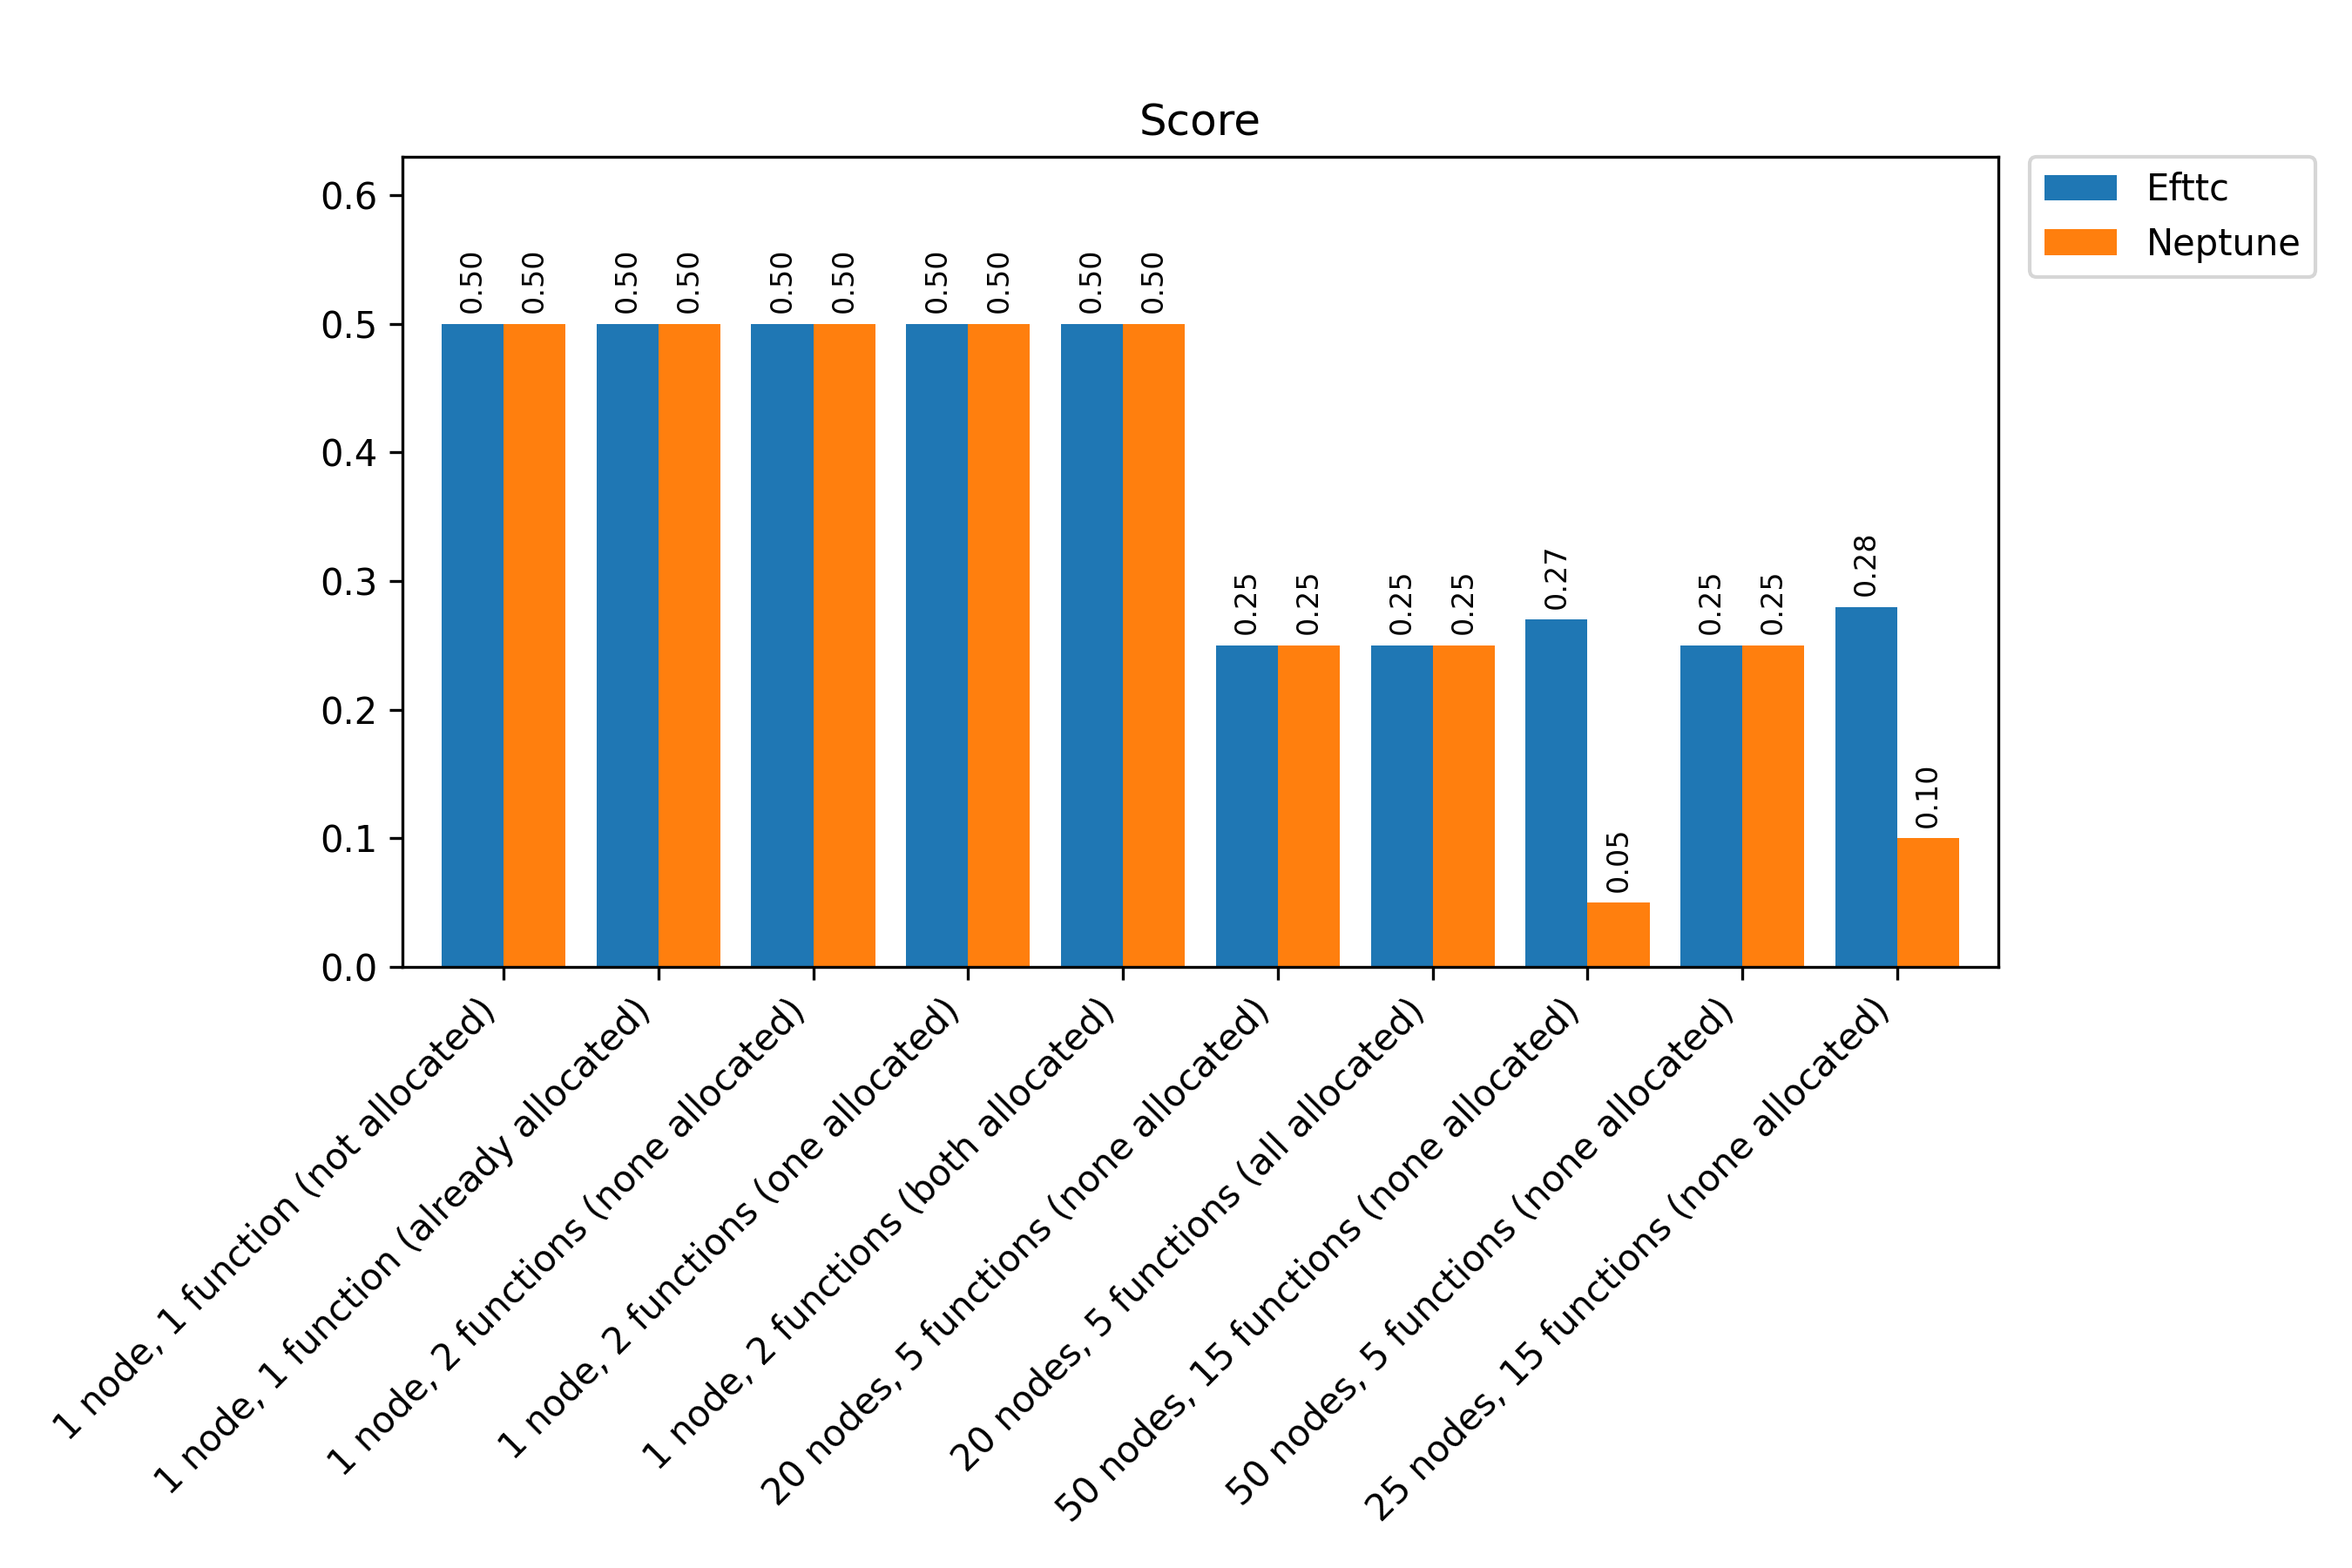 Score
Efttc
Neptune
0.6
0.5
0.4
0.3
0.2
0.1
0.0
0.50
0.50
0.50
0.50
0.50
0.50
0.50
0.50
0.50
0.50
0.25
0.25
0.25
0.25
0.27
0.05
0.25
0.25
0.28
0.10
1 node, 1 function (not allocated)
1 node, 1 function (already allocated)
1 node, 2 functions (none allocated)
1 node, 2 functions (one allocated)
1 node, 2 functions (both allocated)
20 nodes, 5 functions (none allocated)
20 nodes, 5 functions (all allocated)
50 nodes, 15 functions (none allocated)
50 nodes, 5 functions (none allocated)
25 nodes, 15 functions (none allocated)